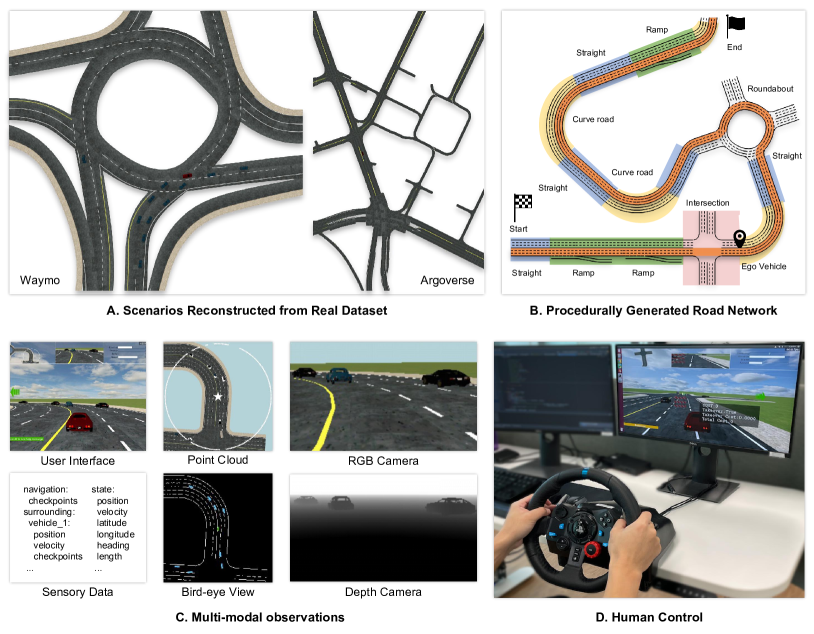 Waymo
Argoverse
A. Scenarios Reconstructed from Real Dataset
Ramp
Straight
End
Roundabout
Curve road
Curve road
Straight
Straight
Intersection
Start
Ego Vehicle
Straight
Ramp
Ramp
B. Procedurally Generated Road Network
User Interface
Point Cloud
RGB Camera
navigation:
checkpoints
surrounding:
vehicle_1:
position
velocity
checkpoints
...
state:
position
velocity
latitude
longitude
heading
length
...
Sensory Data
Bird-eye View
Depth Camera
C. Multi-modal observations
D. Human Control